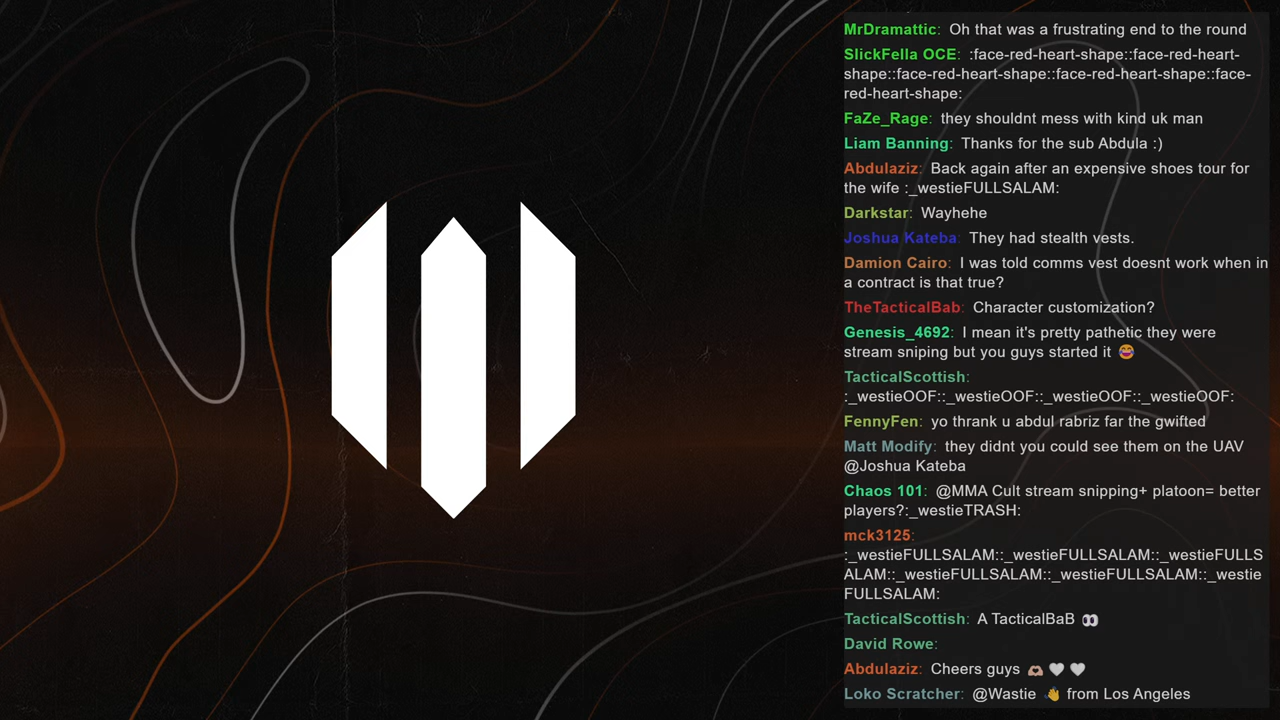 MrDramattic: Oh that was a frustrating end to the round
SlickFella OCE: :face-red-heart-shape::face-red-heart-
shape::face-red-heart-shape::face-red-heart-shape::face-
red-heart-shape:
FaZe_Rage: they shouldnt mess with kind uk man
Liam Banning: Thanks for the sub Abdula :)
Abdulaziz: Back again after an expensive shoes tour for
the wife :_westieFULLSALAM:
Darkstar: Wayhehe
Joshua Kateba: They had stealth vests.
Damion Cairo: I was told comms vest doesnt work when in
a contract is that true?
TheTacticalBab: Character customization?
Genesis_4692: I mean it's pretty pathetic they were
stream sniping but you guys started it 😂
TacticalScottish:
:_westieOOF::_westieOOF::_westieOOF::_westieOOF:
FennyFen: yo thrank u abdul rabriz far the gwifted
Matt Modify: they didnt you could see them on the UAV
@Joshua Kateba
Chaos 101: @MMA Cult stream snipping+ platoon= better
players?:_westieTRASH:
mck3125:
:_westieFULLSALAM::_westieFULLSALAM::_westieFULLS
ALAM::_westieFULLSALAM::_westieFULLSALAM::_westie
FULLSALAM:
TacticalScottish: A TacticalBaB 👀
David Rowe:
Abdulaziz: Cheers guys 🫶🏽 🤍 🤍
Loko Scratcher: @Wastie 👋 from Los Angeles